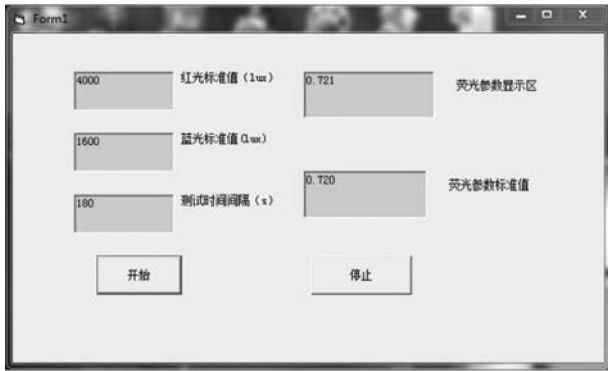 Form1
4000 红光标准值（lux）
0.721 荧光参数显示区
1600 蓝光标准值(lux)
0.720 荧光参数标准值
180 测试时间间隔（s）
开始 停止